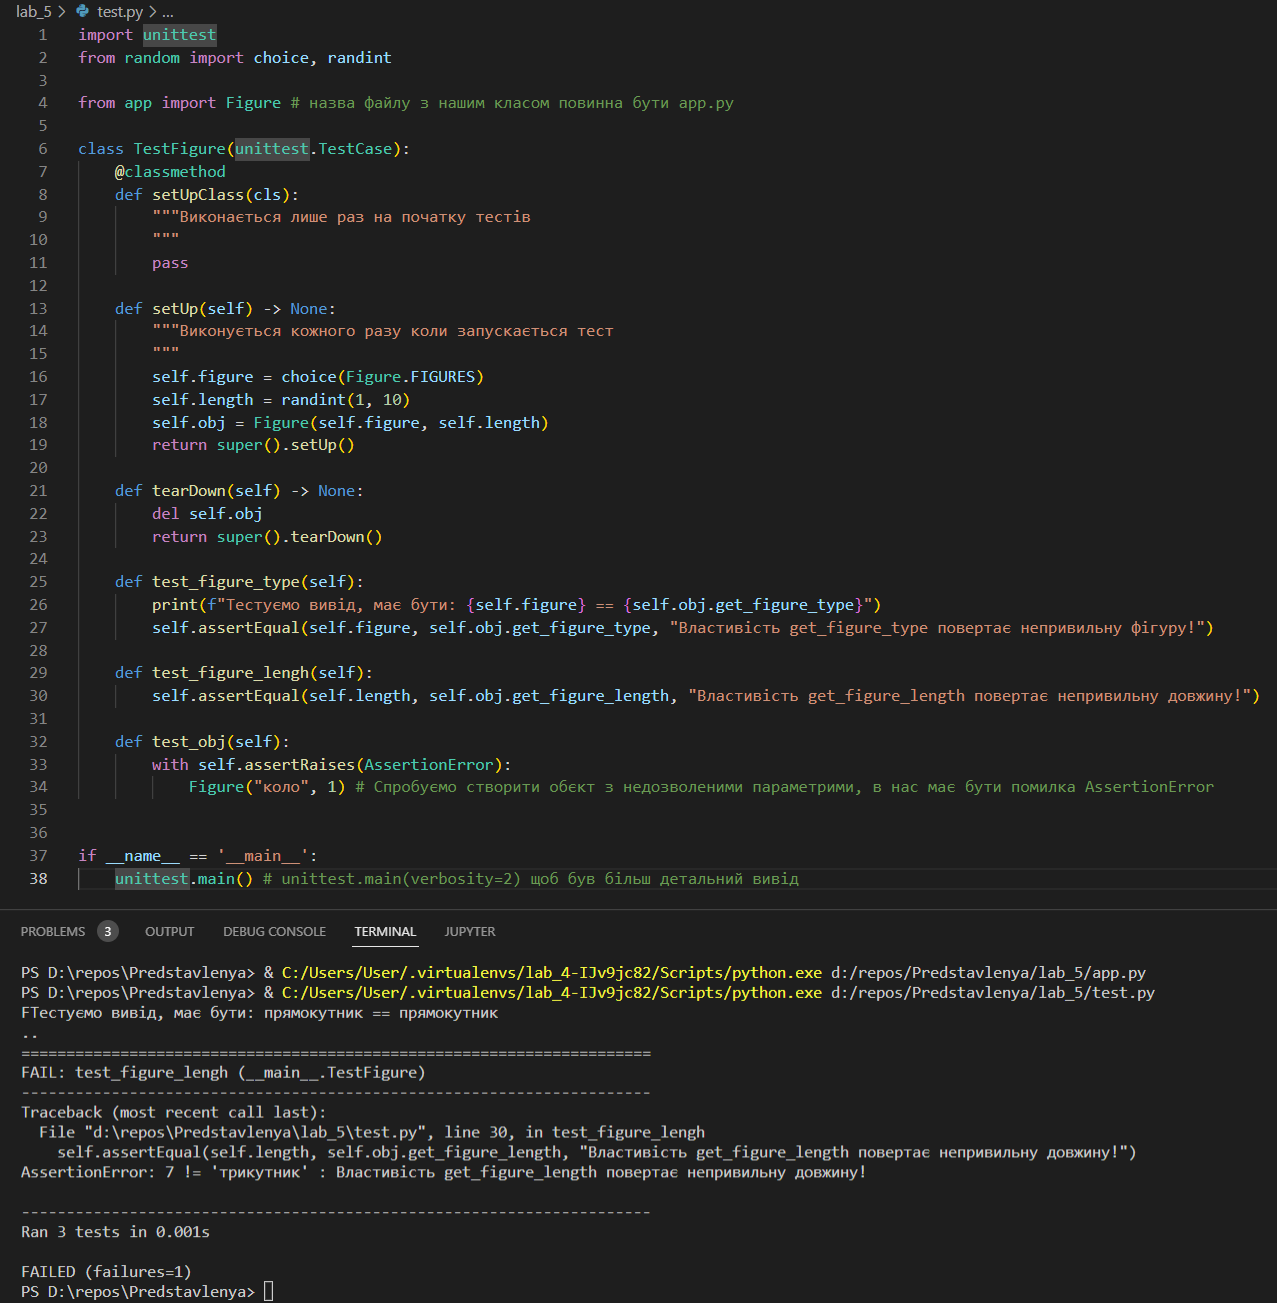 lab_5 > test.py > ...
1 import unittest
2 from random import choice, randint
3
4 from app import Figure # назва файлу з нашим класом повинна бути app.py
5
6 class TestFigure(unittest.TestCase):
7     @classmethod
8     def setUpClass(cls):
9         """Виконається лише раз на початку тестів
10         """
11         pass
12
13     def setUp(self) -> None:
14         """Виконується кожного разу коли запускається тест
15         """
16         self.figure = choice(Figure.FIGURES)
17         self.length = randint(1, 10)
18         self.obj = Figure(self.figure, self.length)
19         return super().setUp()
20
21     def tearDown(self) -> None:
22         del self.obj
23         return super().tearDown()
24
25     def test_figure_type(self):
26         print(f"Тестуємо вивід, має бути: {self.figure} == {self.obj.get_figure_type}")
27         self.assertEqual(self.figure, self.obj.get_figure_type, "Властивість get_figure_type повертає непривильну фігуру!")
28
29     def test_figure_lengh(self):
30         self.assertEqual(self.length, self.obj.get_figure_length, "Властивість get_figure_length повертає непривильну довжину!")
31
32     def test_obj(self):
33         with self.assertRaises(AssertionError):
34             Figure("коло", 1) # Спробуємо створити обєкт з недозволеними параметрими, в нас має бути помилка AssertionError
35
36
37 if __name__ == '__main__':
38     unittest.main() # unittest.main(verbosity=2) щоб був більш детальний вивід
PROBLEMS 3 OUTPUT DEBUG CONSOLE TERMINAL JUPYTER
PS D:\repos\Predstavlenya> & C:/Users/User/.virtualenvs/lab_4-IJv9jc82/Scripts/python.exe d:/repos/Predstavlenya/lab_5/app.py
PS D:\repos\Predstavlenya> & C:/Users/User/.virtualenvs/lab_4-IJv9jc82/Scripts/python.exe d:/repos/Predstavlenya/lab_5/test.py
FТестуємо вивід, має бути: прямокутник == прямокутник
..
======================================================================
FAIL: test_figure_lengh (__main__.TestFigure)
----------------------------------------------------------------------
Traceback (most recent call last):
  File "d:\repos\Predstavlenya\lab_5\test.py", line 30, in test_figure_lengh
    self.assertEqual(self.length, self.obj.get_figure_length, "Властивість get_figure_length повертає непривильну довжину!")
AssertionError: 7 != 'трикутник' : Властивість get_figure_length повертає непривильну довжину!

----------------------------------------------------------------------
Ran 3 tests in 0.001s

FAILED (failures=1)
PS D:\repos\Predstavlenya>